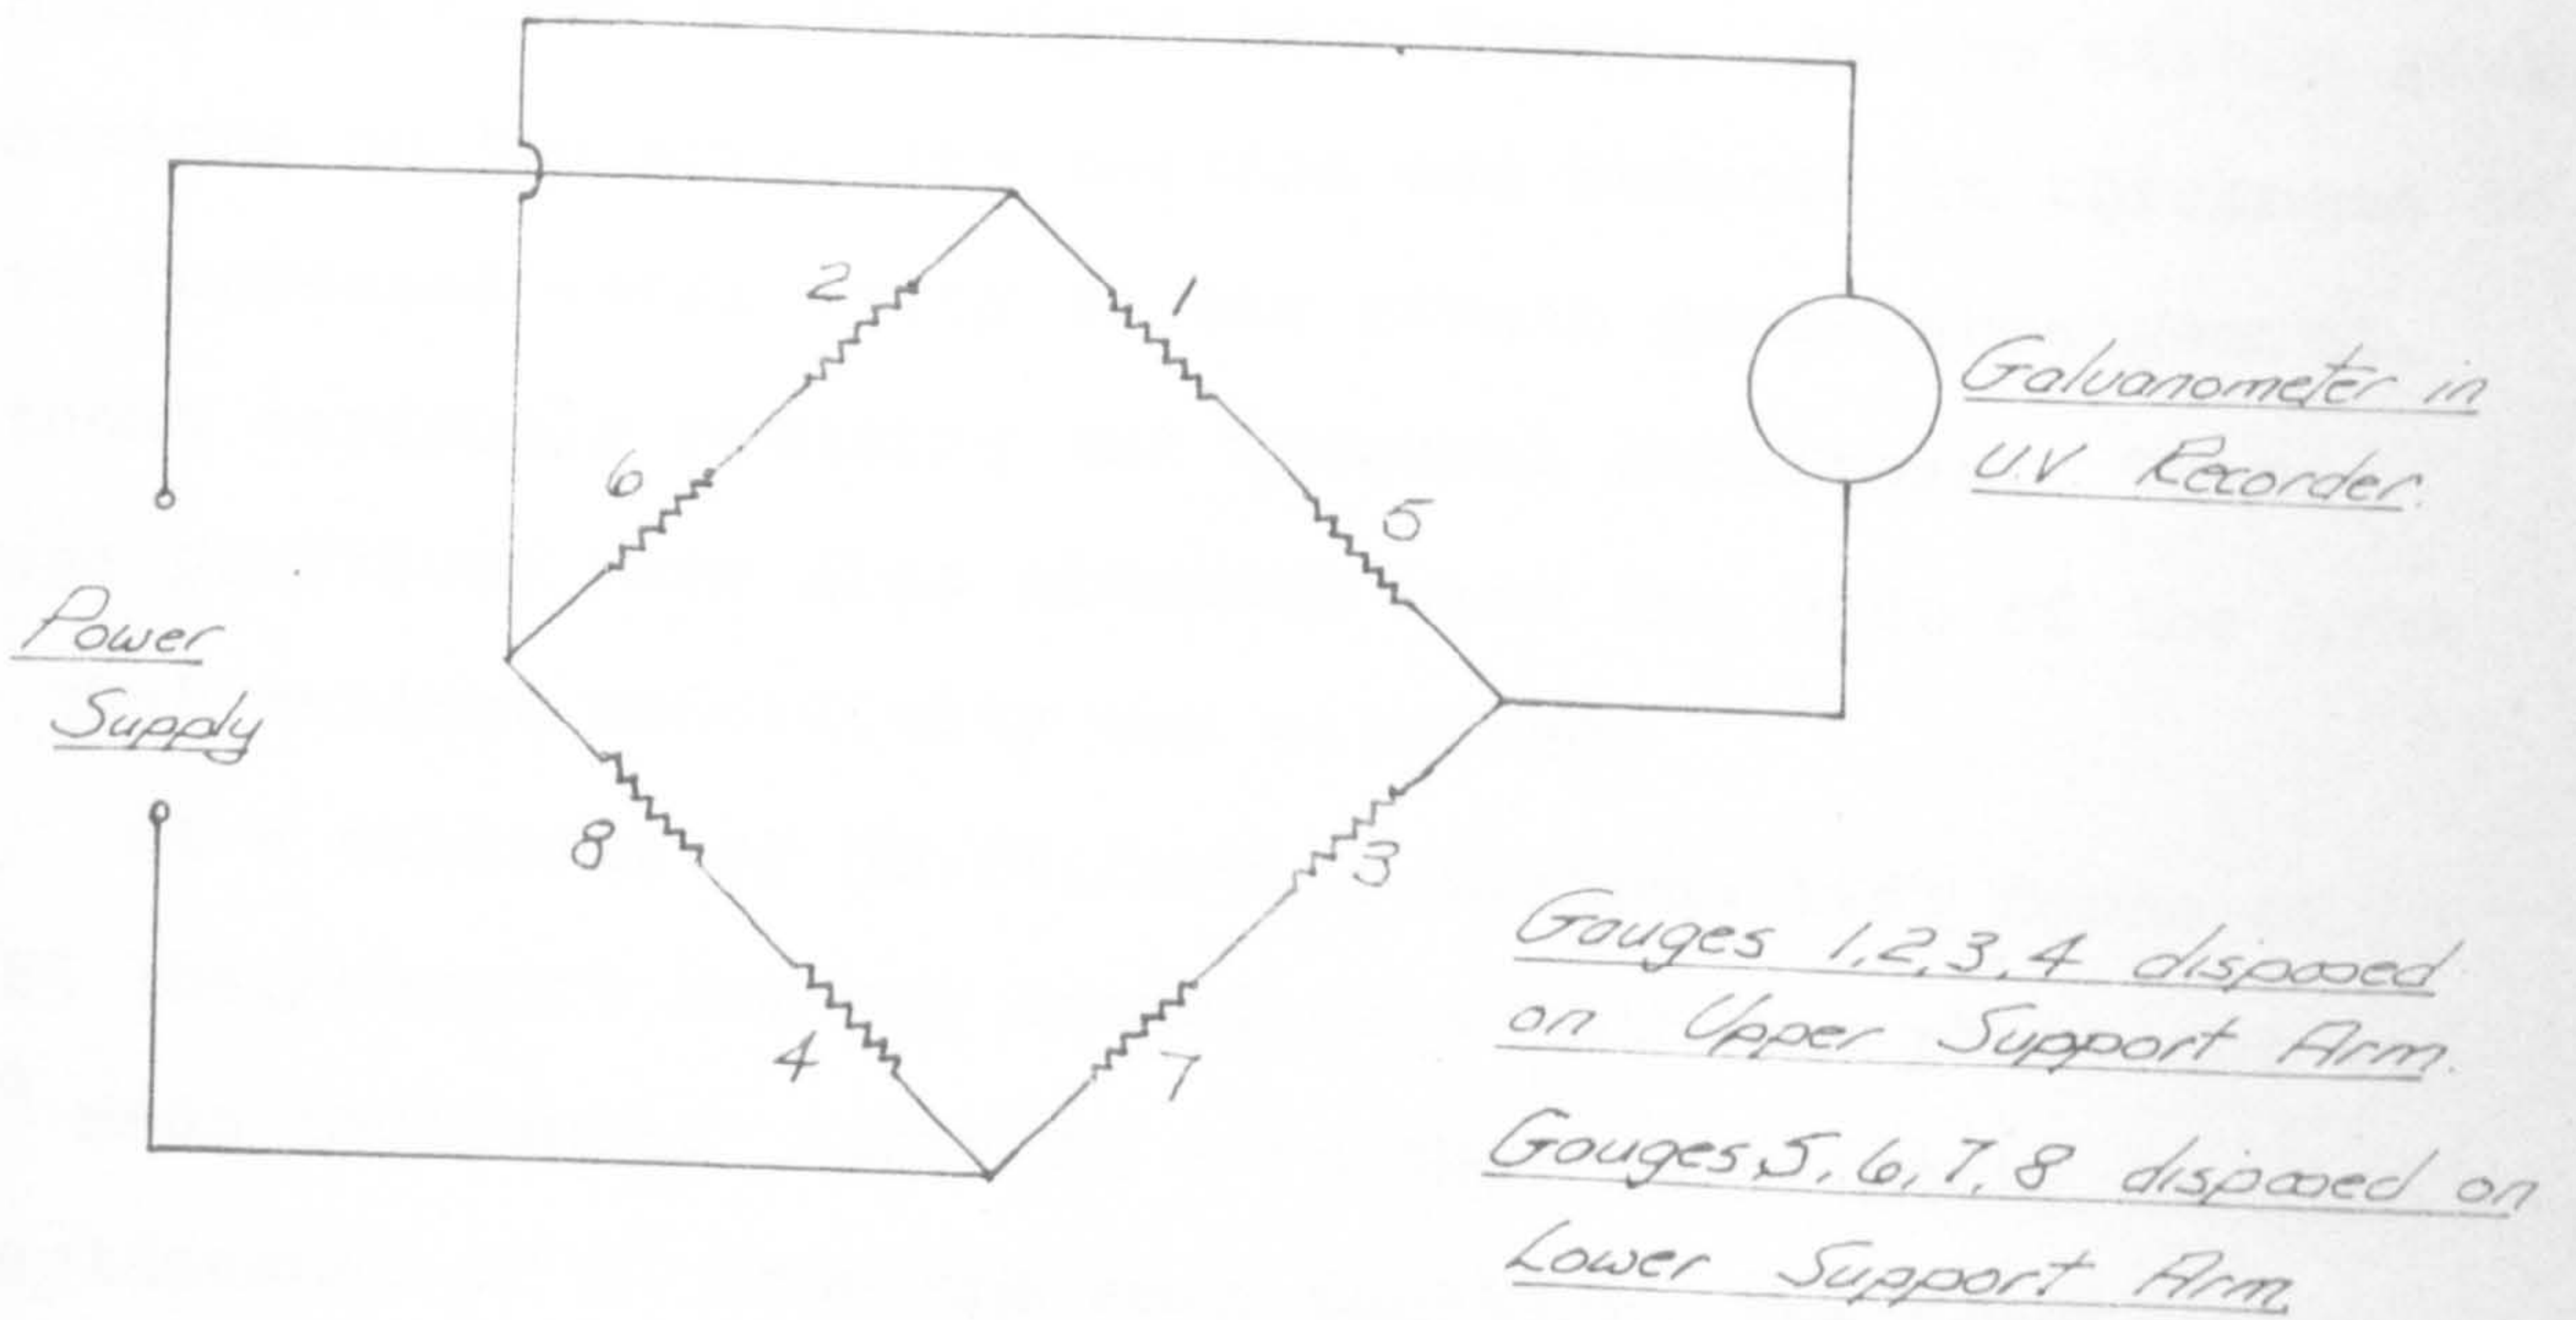 2
1
6
5
Galvanometer in
U.V Recorder.
Power
Supply
8
3
4
7
Gauges 1,2,3,4 disposed
on Upper Support Arm.
Gauges 5, 6, 7, 8 disposed on
Lower Support Arm